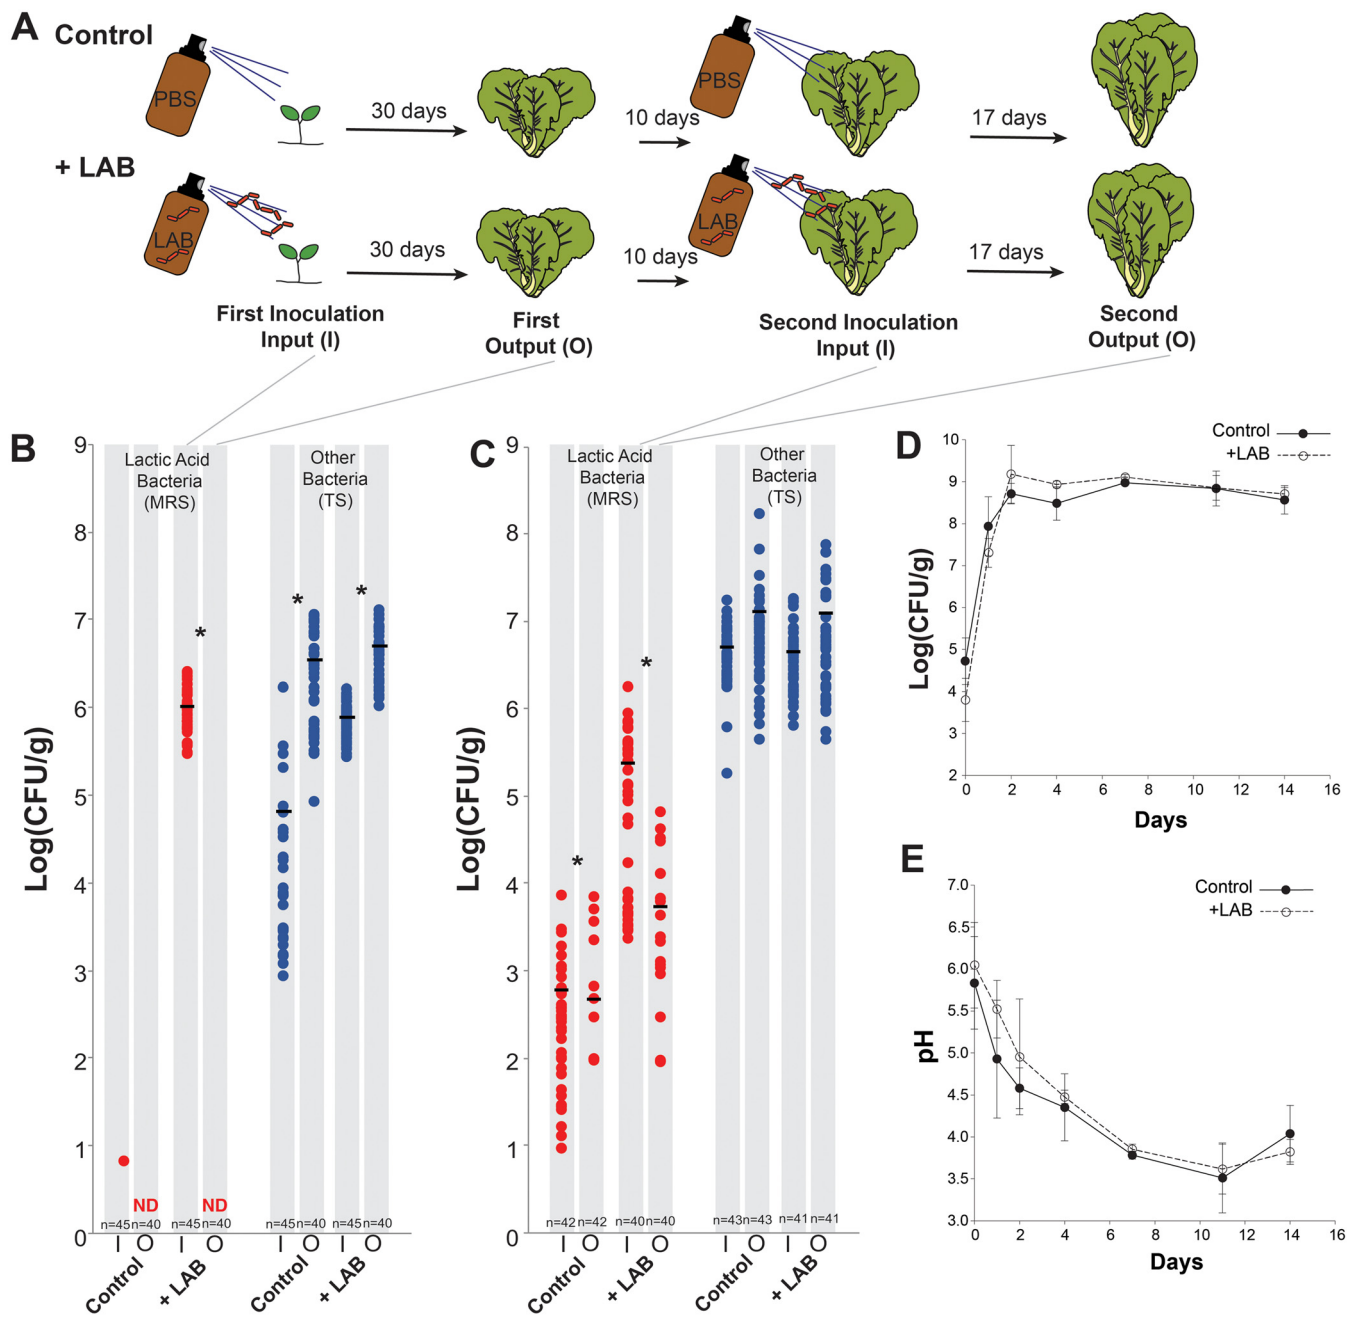 A
Control
PBS
30 days
10 days
PBS
17 days
+ LAB
LAB
30 days
10 days
LAB
17 days
First Inoculation
Input (I)
First
Output (O)
Second Inoculation
Input (I)
Second
Output (O)
B
Log(CFU/g)
9
8
7
6
5
4
3
2
1
0
Lactic Acid
Bacteria
(MRS)
Other
Bacteria
(TS)
*
*
*
ND
ND
n=45 n=40 n=45 n=40 n=45 n=40 n=45 n=40
I O I O I O I O
Control + LAB Control + LAB
C
Log(CFU/g)
9
8
7
6
5
4
3
2
1
0
Lactic Acid
Bacteria
(MRS)
Other
Bacteria
(TS)
*
*
n=42 n=42 n=40 n=40 n=43 n=43 n=41 n=41
I O I O I O I O
Control + LAB Control + LAB
D
Control
+LAB
Log(CFU/g)
10
9
8
7
6
5
4
3
2
0 2 4 6 8 10 12 14 16
Days
E
Control
+LAB
pH
7.0
6.5
6.0
5.5
5.0
4.5
4.0
3.5
3.0
0 2 4 6 8 10 12 14 16
Days